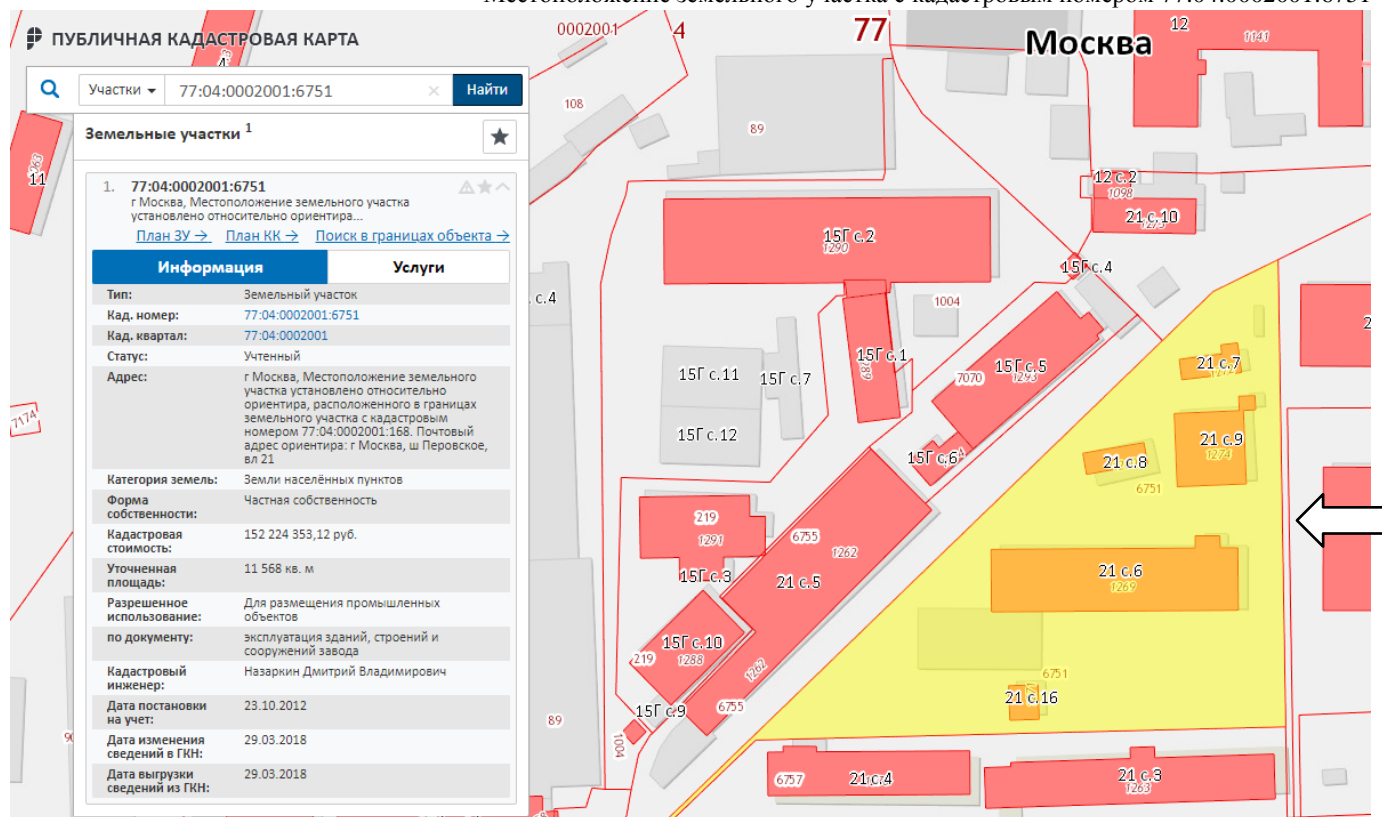 Местоположение земельного участка с кадастровым номером 77:04:0002001:6751
ПУБЛИЧНАЯ КАДАСТРОВАЯ КАРТА
Участки
77:04:0002001:6751
Найти
Земельные участки 1
1. 77:04:0002001:6751
г Москва, Местоположение земельного участка
установлено относительно ориентира...
План ЗУ → План КК → Поиск в границах объекта →
Информация
Услуги
Тип: Земельный участок
Кад. номер: 77:04:0002001:6751
Кад. квартал: 77:04:0002001
Статус: Учтенный
Адрес: г Москва, Местоположение земельного
участка установлено относительно
ориентира, расположенного в границах
земельного участка с кадастровым
номером 77:04:0002001:168. Почтовый
адрес ориентира: г Москва, ш Перовское,
вл 21
Категория земель: Земли населённых пунктов
Форма Частная собственность
собственности:
Кадастровая 152 224 353,12 руб.
стоимость:
Уточненная 11 568 кв. м
площадь:
Разрешенное Для размещения промышленных
использование: объектов
по документу: эксплуатация зданий, строений и
сооружений завода
Кадастровый Назаркин Дмитрий Владимирович
инженер:
Дата постановки 23.10.2012
на учет:
Дата изменения 29.03.2018
сведений в ГКН:
Дата выгрузки 29.03.2018
сведений из ГКН:
0002001
4
77
Москва
12
1141
4
108
89
11
12 с.2
1098
21 с.10
1275
15Г с.2
1290
15Г с.4
с.4
1004
15Г с.1
15Г с.5
1293
7070
21 с.7
15Г с.11
15Г с.7
7174
15Г с.12
15Г с.6
21 с.8
21 с.9
1274
6751
219
1291
6755
1262
15Г с.3
21 с.5
21 с.6
1269
15Г с.10
219
1288
1262
6751
21 с.16
15Г с.9
6755
89
1004
6757
21 с.4
21 с.3
1263